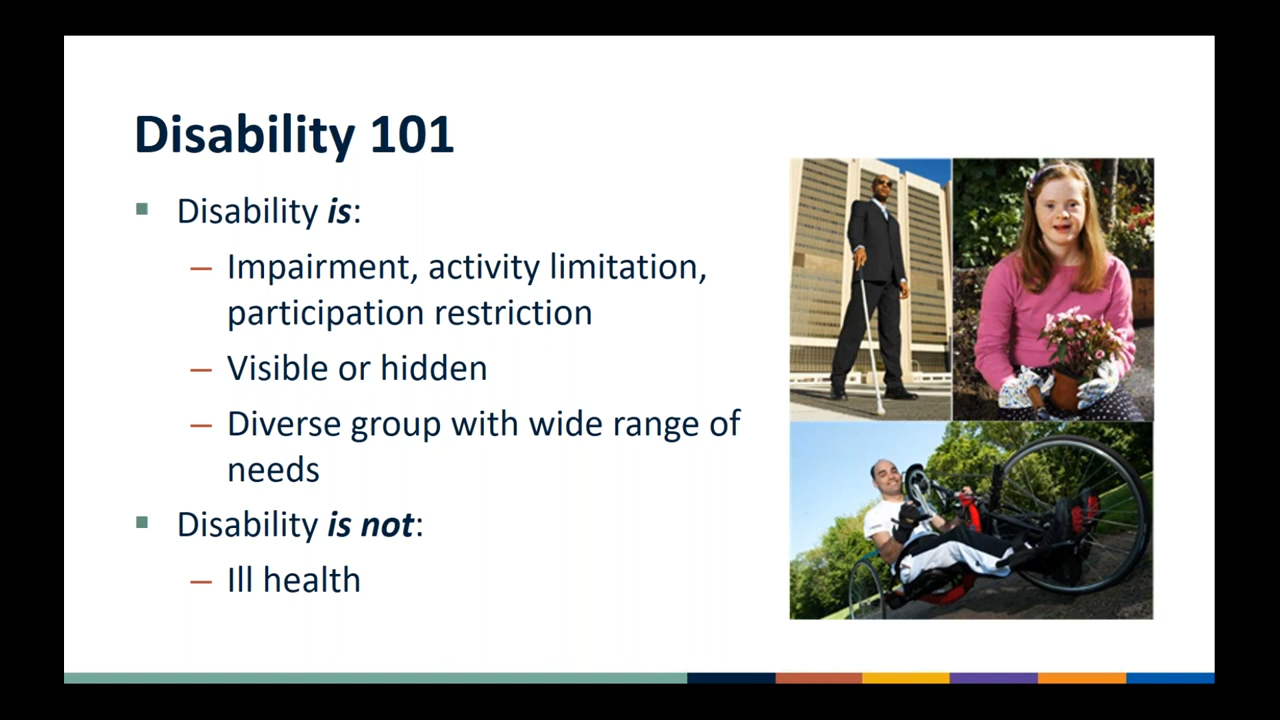 Disability 101
▪ Disability is:
– Impairment, activity limitation,
participation restriction
– Visible or hidden
– Diverse group with wide range of
needs
▪ Disability is not:
– Ill health